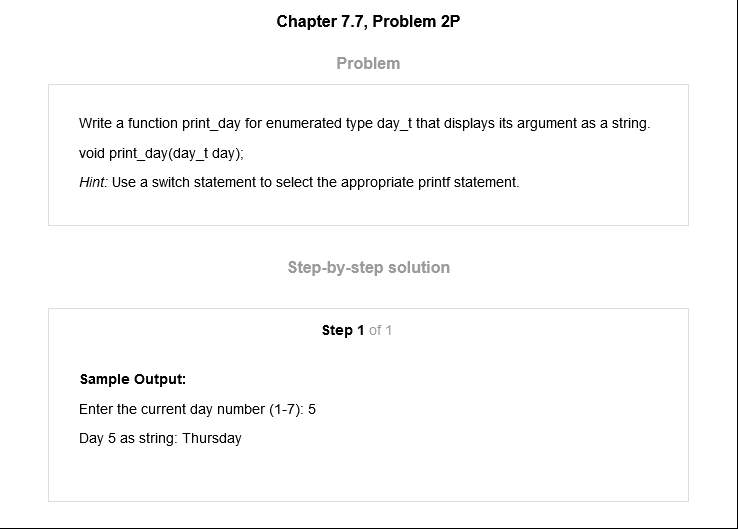 Chapter 7.7, Problem 2P
Problem
Write a function print_day for enumerated type day_t that displays its argument as a string.
void print_day(day_t day);
Hint: Use a switch statement to select the appropriate printf statement.
Step-by-step solution
Step 1 of 1
Sample Output:
Enter the current day number (1-7): 5
Day 5 as string: Thursday